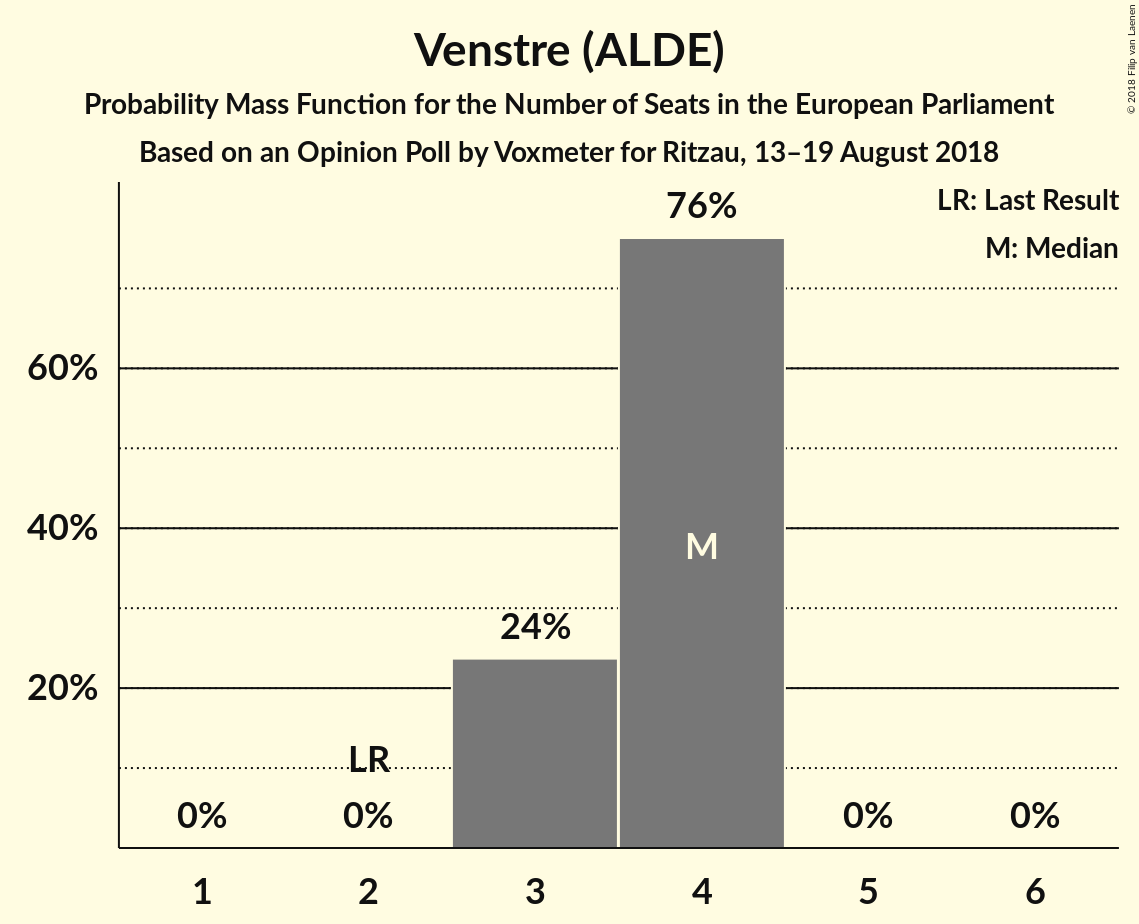 Venstre (ALDE)
Probability Mass Function for the Number of Seats in the European Parliament
Based on an Opinion Poll by Voxmeter for Ritzau, 13–19 August 2018
© 2018 Filip van Laenen
LR: Last Result
M: Median
76%
60%
40%
M
24%
20%
LR
0%
0%
0%
0%
1
2
3
4
5
6